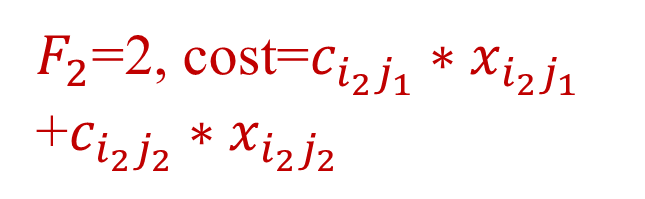 𝐹₂=2, cost=𝑐_{𝑖₂𝑗₁} * 𝑥_{𝑖₂𝑗₁}
+𝑐_{𝑖₂𝑗₂} * 𝑥_{𝑖₂𝑗₂}